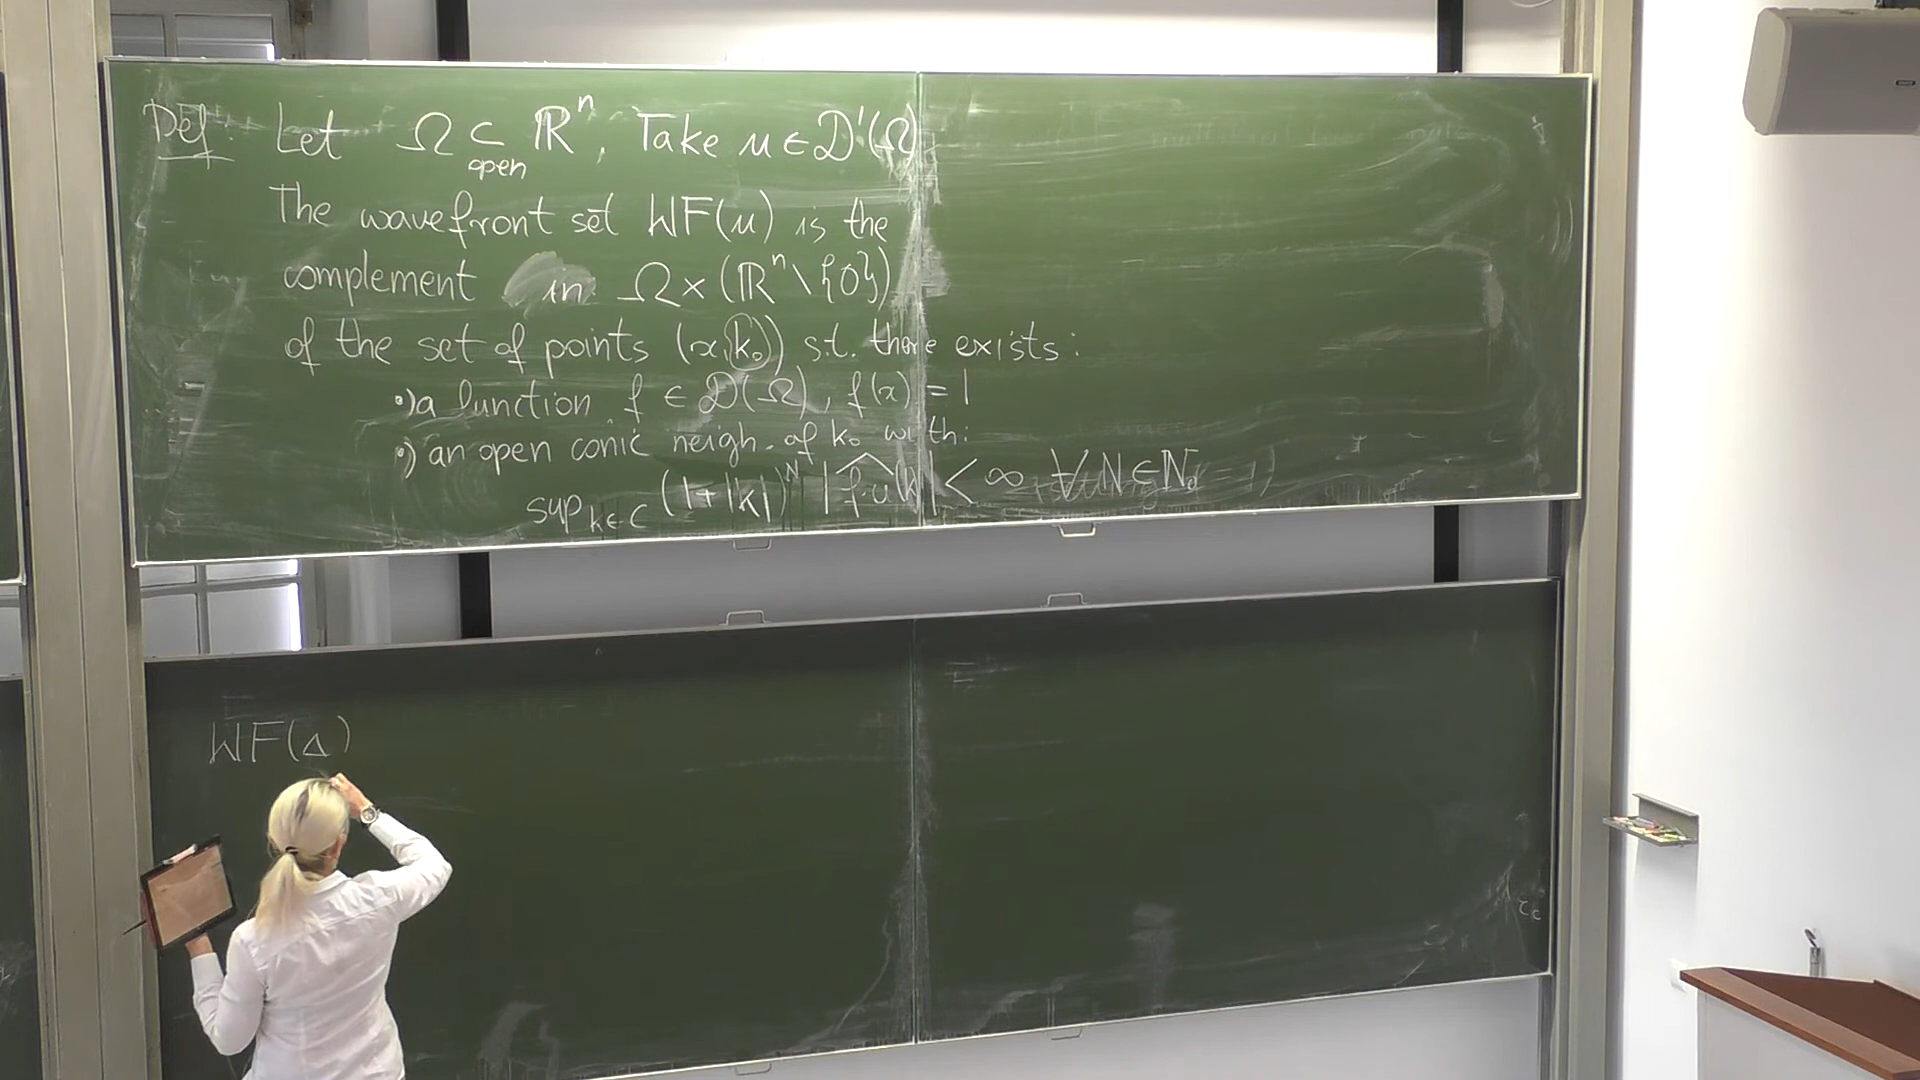 Def: Let Ω ⊂ ℝⁿ. Take u ∈ 𝒟'(Ω)
open
The wavefront set WF(u) is the
complement in Ω × (ℝⁿ \ {0})
of the set of points (x, k₀) s.t. there exists:
•) a function f ∈ 𝒟(Ω), f(x) = 1
•) an open conic neigh. of k₀ with:
sup_{k∈C} (1+|k|)^N |\widehat{f·u}(k)| < ∞ ∀ N ∈ ℕ₀
WF(Δ)